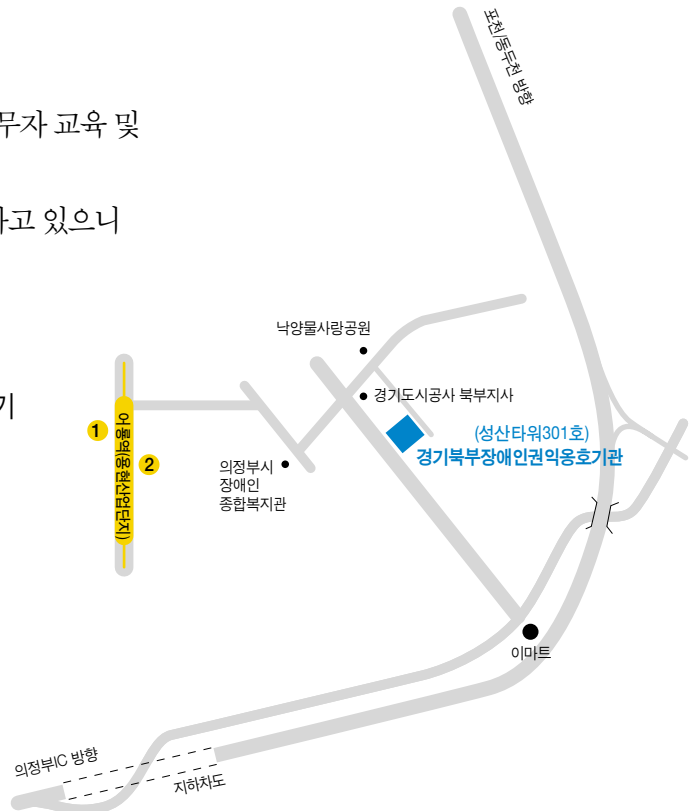 포천/동두천 방향
무자 교육 및
하고 있으니
낙양물사랑공원
경기도시공사 북부지사
기
1
어룡역(용현산업단지)
2
(성산타워301호)
경기북부장애인권익옹호기관
의정부시
장애인
종합복지관
이마트
의정부IC 방향
지하차도